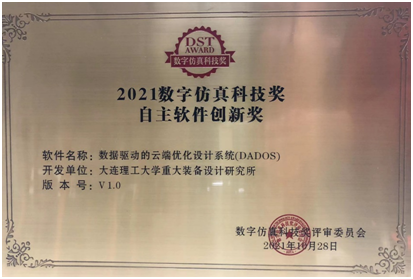 DST
AWARD
数字仿真科技奖
2021数字仿真科技奖
自主软件创新奖
软件名称：数据驱动的云端优化设计系统(DADOS)
开发单位：大连理工大学重大装备设计研究所
版 本 号：V 1.0
数字仿真科技奖评审委员会
2021年10月28日